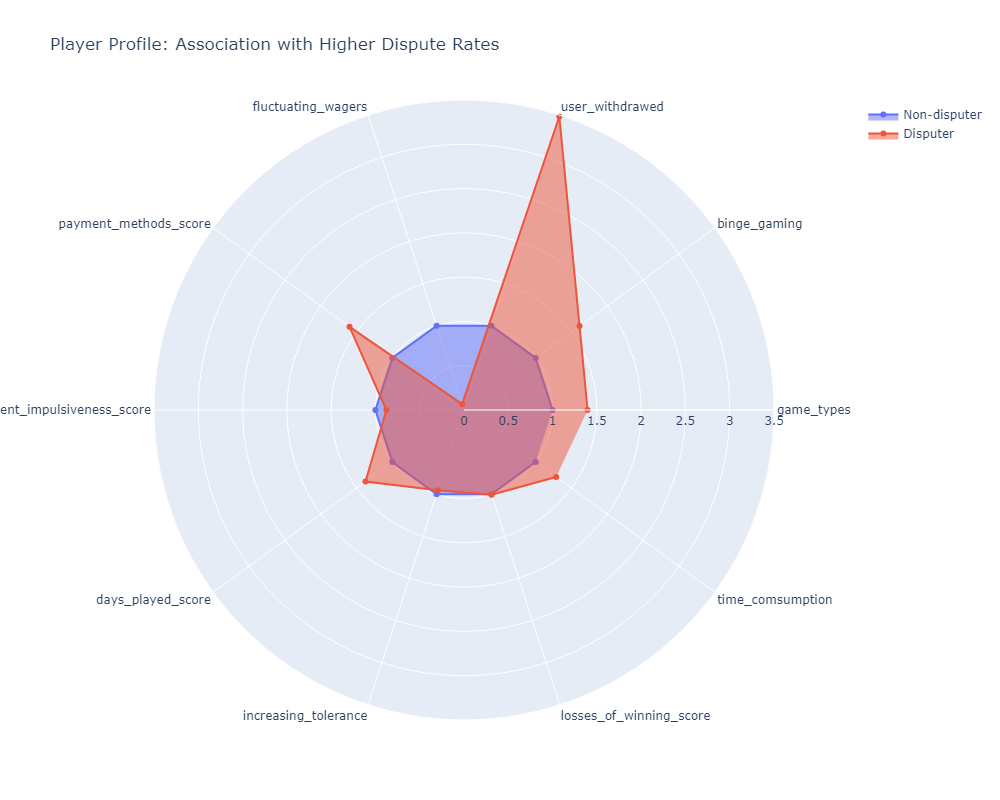 Player Profile: Association with Higher Dispute Rates
fluctuating_wagers
user_withdrawed
Non-disputer
Disputer
payment_methods_score
binge_gaming
ent_impulsiveness_score
game_types
0 0.5 1 1.5 2 2.5 3 3.5
days_played_score
time_comsumption
increasing_tolerance
losses_of_winning_score